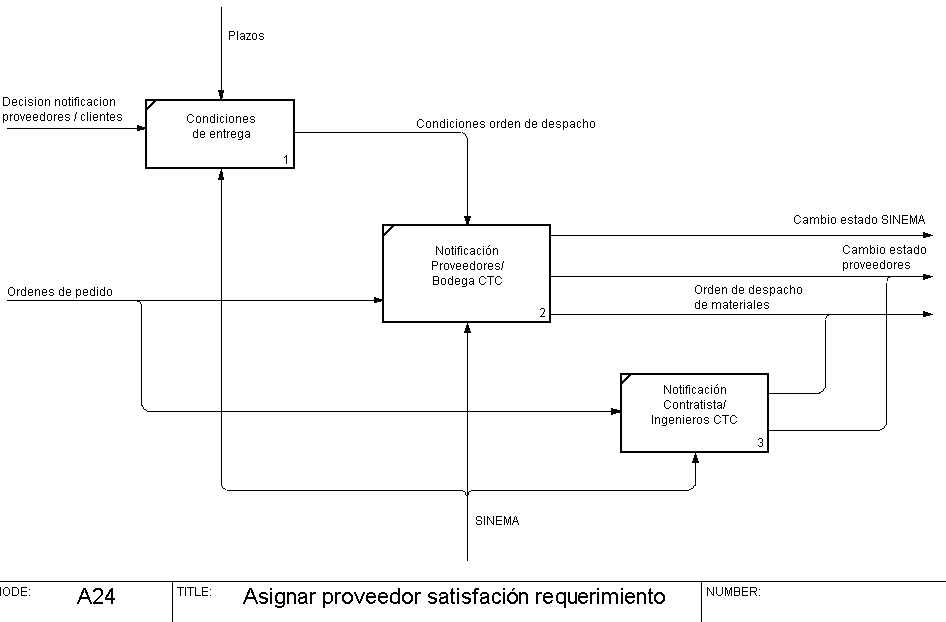 Plazos
Decision notificacion
proveedores / clientes
Condiciones
de entrega
1
Condiciones orden de despacho
Cambio estado SINEMA
Notificación
Proveedores/
Bodega CTC
2
Cambio estado
proveedores
Ordenes de pedido
Orden de despacho
de materiales
Notificación
Contratista/
Ingenieros CTC
3
SINEMA
IODE:
A24
TITLE:
Asignar proveedor satisfación requerimiento
NUMBER: